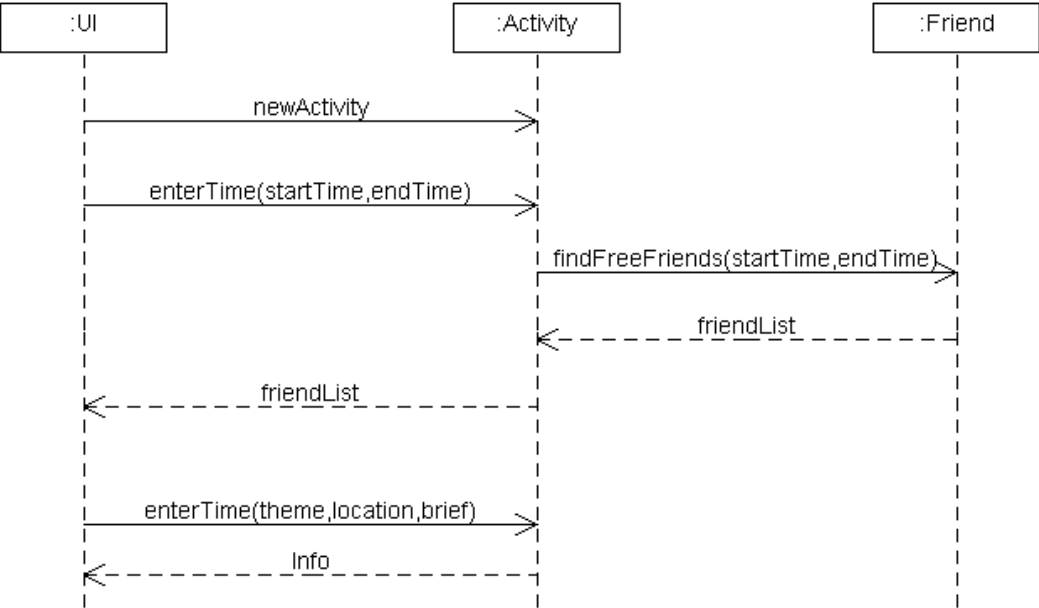 :UI
:Activity
:Friend
newActivity
enterTime(startTime,endTime)
findFreeFriends(startTime,endTime)
friendList
friendList
enterTime(theme,location,brief)
Info